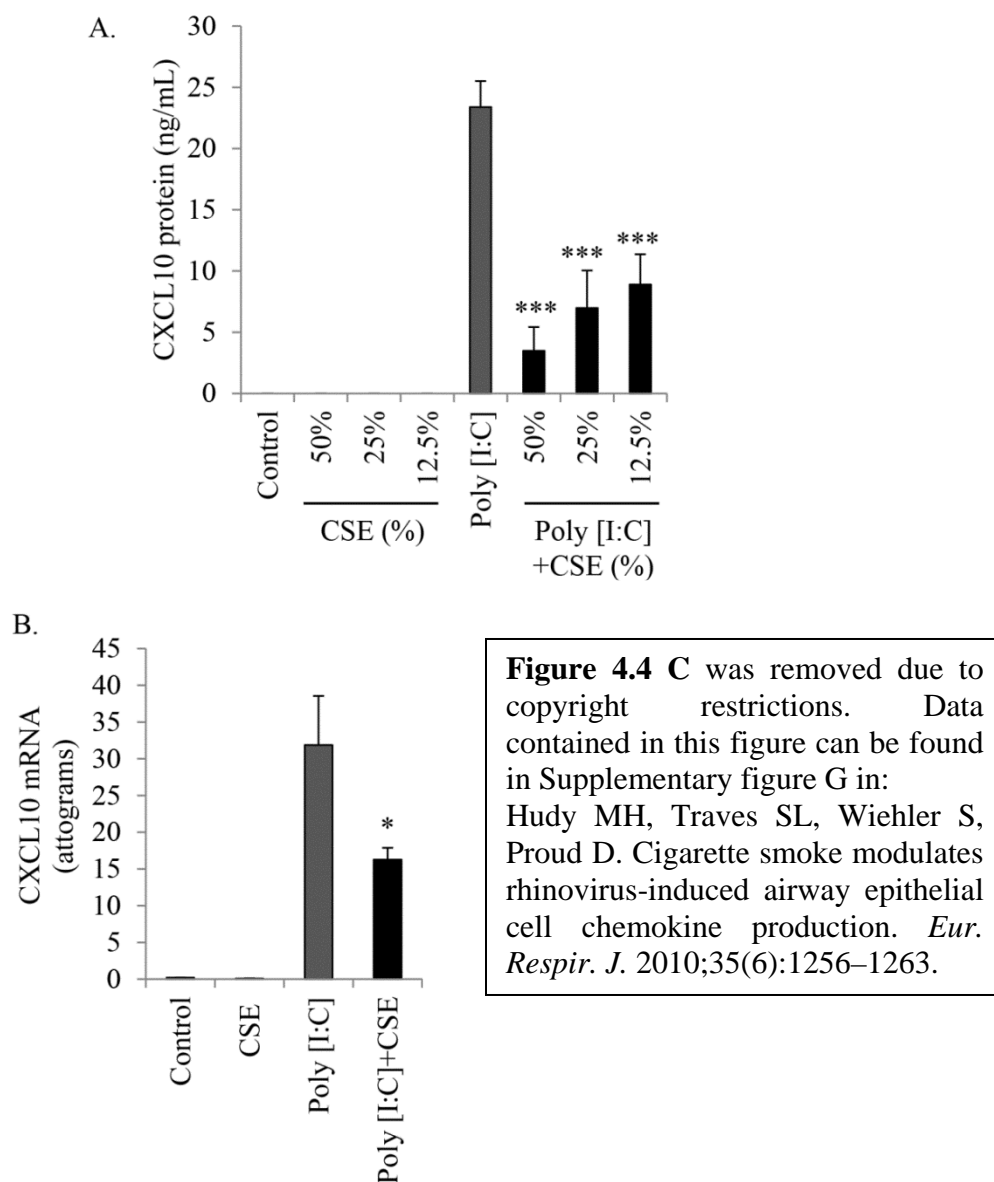 A.
30
25
20
15
10
5
0
CXCL10 protein (ng/mL)
***
***
***
Control
50%
25%
12.5%
Poly [I:C]
50%
25%
12.5%
CSE (%)
Poly [I:C]
+CSE (%)
B.
45
40
35
30
25
20
15
10
5
0
CXCL10 mRNA
(attograms)
*
Control
CSE
Poly [I:C]
Poly [I:C]+CSE
Figure 4.4 C was removed due to
copyright restrictions. Data
contained in this figure can be found
in Supplementary figure G in:
Hudy MH, Traves SL, Wiehler S,
Proud D. Cigarette smoke modulates
rhinovirus-induced airway epithelial
cell chemokine production. Eur.
Respir. J. 2010;35(6):1256–1263.